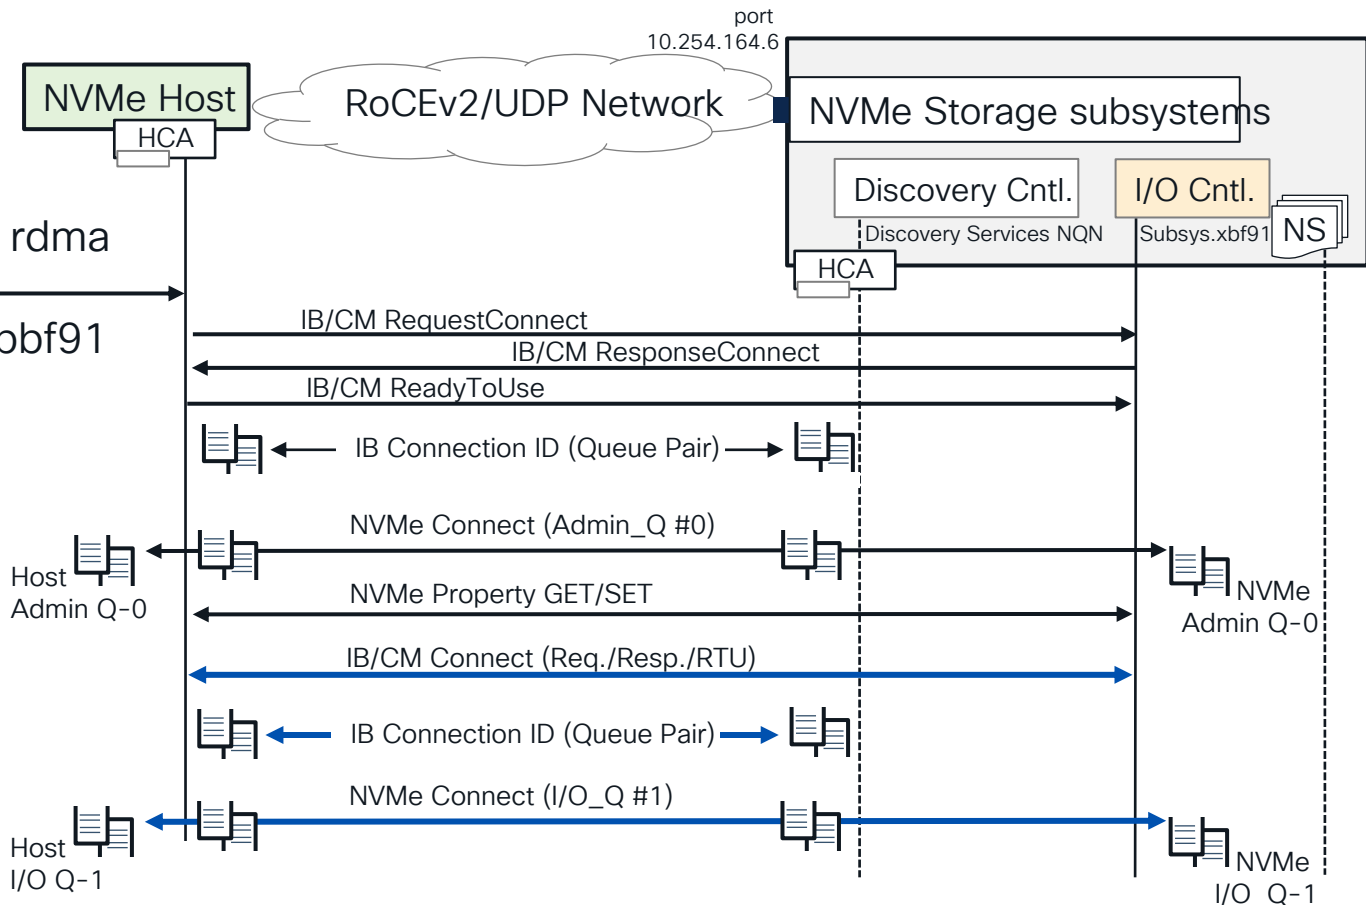 port
10.254.164.6
NVMe Host
RoCEv2/UDP Network
NVMe Storage subsystems
HCA
Discovery Cntl.
I/O Cntl.
rdma
Discovery Services NQN
Subsys.xbf91
NS
HCA
IB/CM RequestConnect
bbf91
IB/CM ResponseConnect
IB/CM ReadyToUse
IB Connection ID (Queue Pair)
NVMe Connect (Admin_Q #0)
Host
Admin Q-0
NVMe Property GET/SET
NVMe
Admin Q-0
IB/CM Connect (Req./Resp./RTU)
IB Connection ID (Queue Pair)
NVMe Connect (I/O_Q #1)
Host
I/O Q-1
NVMe
I/O Q-1